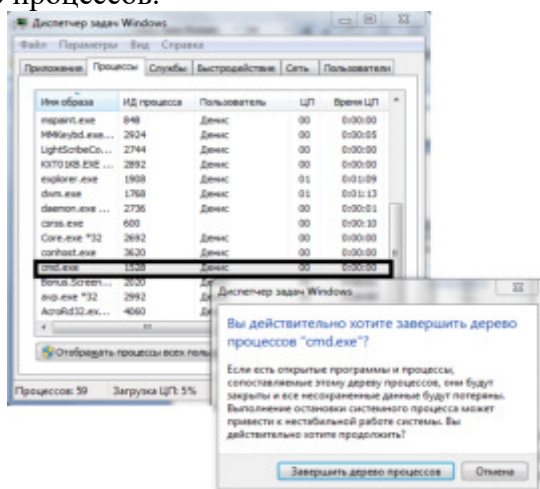 процессов.
Диспетчер задач Windows
Файл Параметры Вид Справка
Приложения Процессы Службы Быстродействие Сеть Пользователи
Имя образа ИД процесса Пользователь ЦП Время ЦП
mspaint.exe 848 Денис 00 0:00:00
MMKeybd.exe... 2924 Денис 00 0:00:05
LightScribeCo... 2744 Денис 00 0:00:00
2892 Денис 00 0:00:00
explorer.exe 1908 Денис 01 0:01:09
dwm.exe 1768 Денис 01 0:01:13
daemon.exe ... 2736 Денис 00 0:00:01
csrss.exe 600 00 0:00:10
Core.exe *32 2692 Денис 00 0:00:00
conhost.exe 3620 Денис 00 0:00:00
cmd.exe 1528 Денис 00 0:00:00
Bonus.Screen... 2020
avp.exe *32 2992
AcroRd32.ex... 4060
Отображать процессы всех
Процессов: 59 Загрузка ЦП: 5%
Диспетчер задач Windows
Вы действительно хотите завершить дерево
процессов "cmd.exe"?
Если есть открытые программы и процессы,
сопоставляемые этому дереву процессов, они будут
закрыты и все несохраненные данные будут потеряны.
Выполнение остановки системного процесса может
привести к нестабильной работе системы. Вы
действительно хотите продолжить?
Завершить дерево процессов Отмена